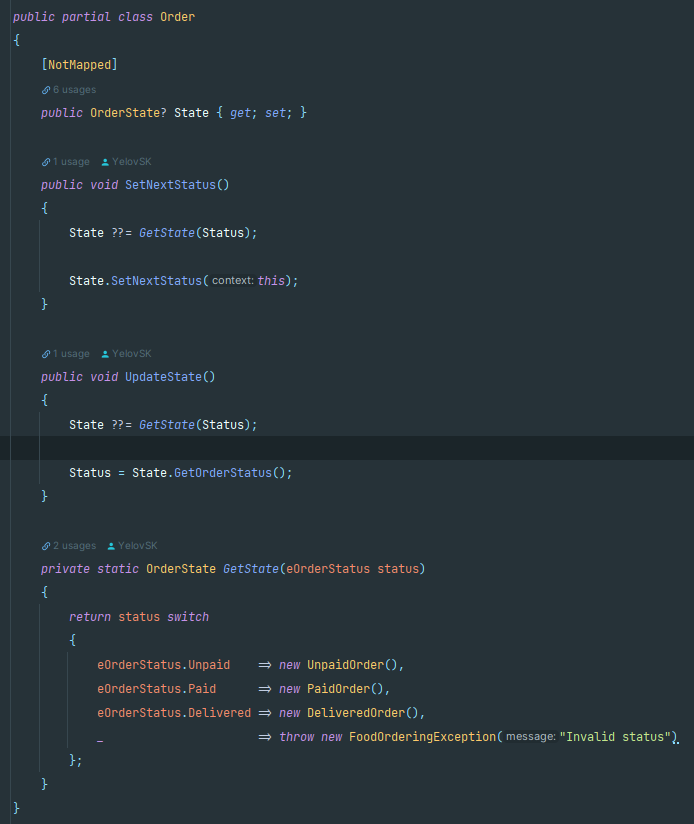 public partial class Order
{
[NotMapped]
6 usages
public OrderState? State { get; set; }
1 usage YelovSK
public void SetNextStatus()
{
State ??= GetState(Status);
State.SetNextStatus( context: this);
}
1 usage YelovSK
public void UpdateState()
{
State ??= GetState(Status);
Status = State.GetOrderStatus();
}
2 usages YelovSK
private static OrderState GetState(eOrderStatus status)
{
return status switch
{
eOrderStatus.Unpaid => new UnpaidOrder(),
eOrderStatus.Paid => new PaidOrder(),
eOrderStatus.Delivered => new DeliveredOrder(),
_ => throw new FoodOrderingException( message: "Invalid status")
};
}
}